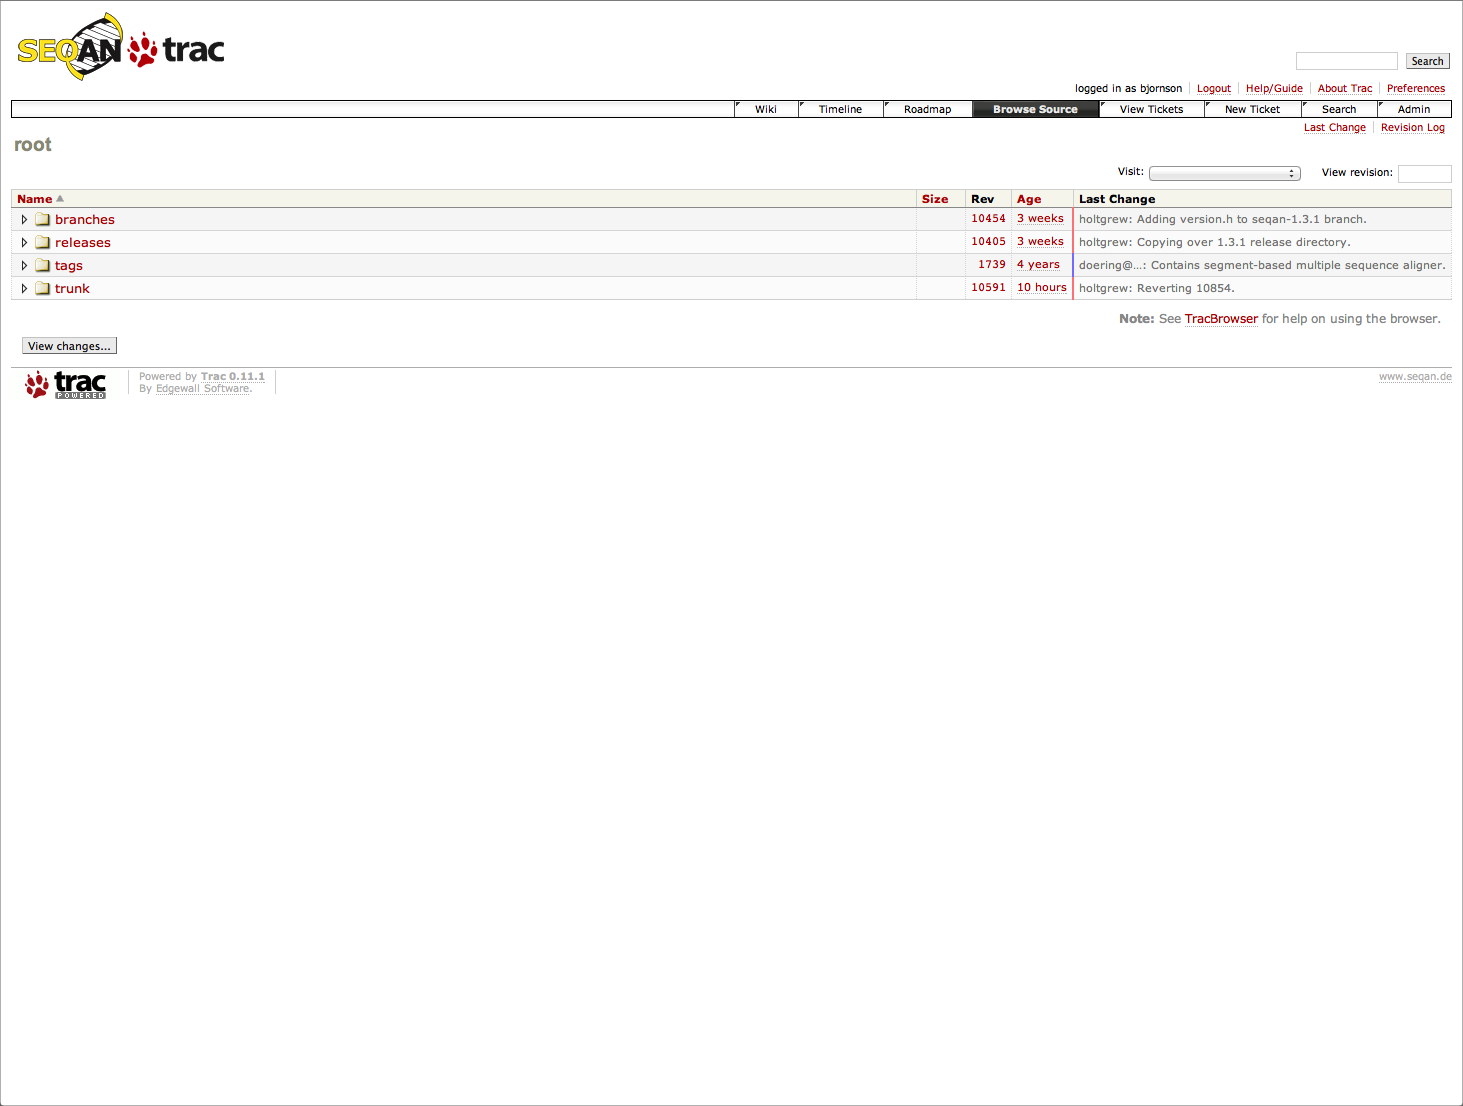 SEQAN trac
Search
logged in as bjornson Logout Help/Guide About Trac Preferences
Wiki Timeline Roadmap Browse Source View Tickets New Ticket Search Admin
Last Change Revision Log
root
Visit: View revision:
Name Size Rev Age Last Change
branches 10454 3 weeks holtgrew: Adding version.h to seqan-1.3.1 branch.
releases 10405 3 weeks holtgrew: Copying over 1.3.1 release directory.
tags 1739 4 years doering@...: Contains segment-based multiple sequence aligner.
trunk 10591 10 hours holtgrew: Reverting 10854.
Note: See TracBrowser for help on using the browser.
View changes...
trac POWERED
Powered by Trac 0.11.1
By Edgewall Software.
www.seqan.de